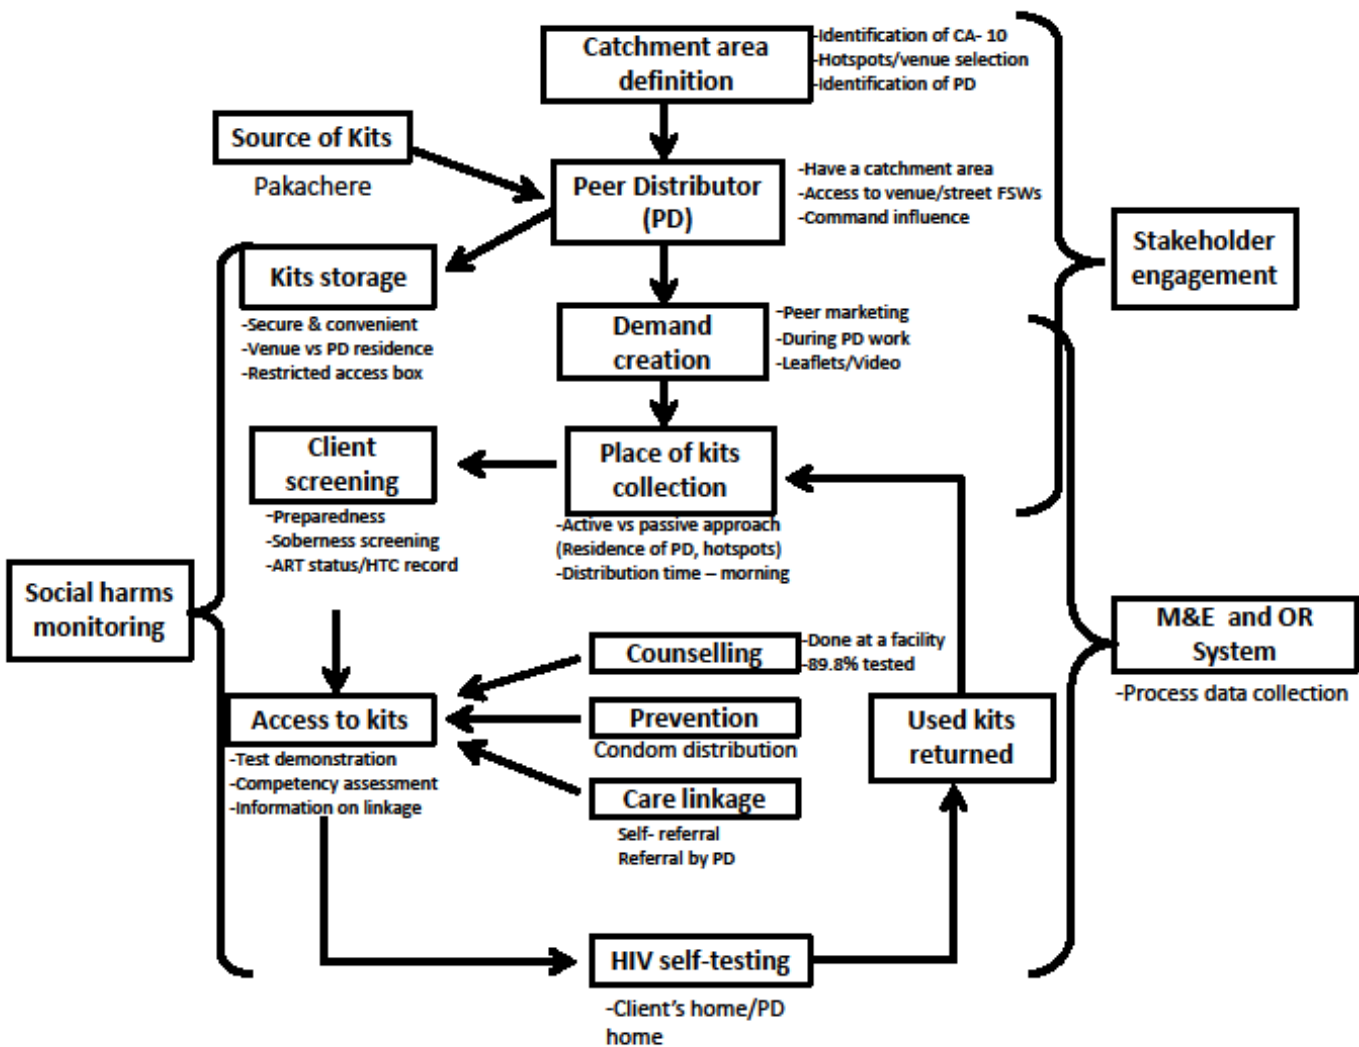 Catchment area
definition
-Identification of CA- 10
-Hotspots/venue selection
-Identification of PD
Source of Kits
Pakachere
Peer Distributor
(PD)
-Have a catchment area
-Access to venue/street FSWs
-Command influence
Stakeholder
engagement
Kits storage
-Secure & convenient
-Venue vs PD residence
-Restricted access box
Demand
creation
-Peer marketing
-During PD work
-Leaflets/Video
Client
screening
-Preparedness
-Soberness screening
-ART status/HTC record
Place of kits
collection
-Active vs passive approach
(Residence of PD, hotspots)
-Distribution time – morning
Social harms
monitoring
M&E and OR
System
-Process data collection
Counselling
-Done at a facility
-89.8% tested
Access to kits
-Test demonstration
-Competency assessment
-Information on linkage
Prevention
Condom distribution
Used kits
returned
Care linkage
Self- referral
Referral by PD
HIV self-testing
-Client's home/PD
home